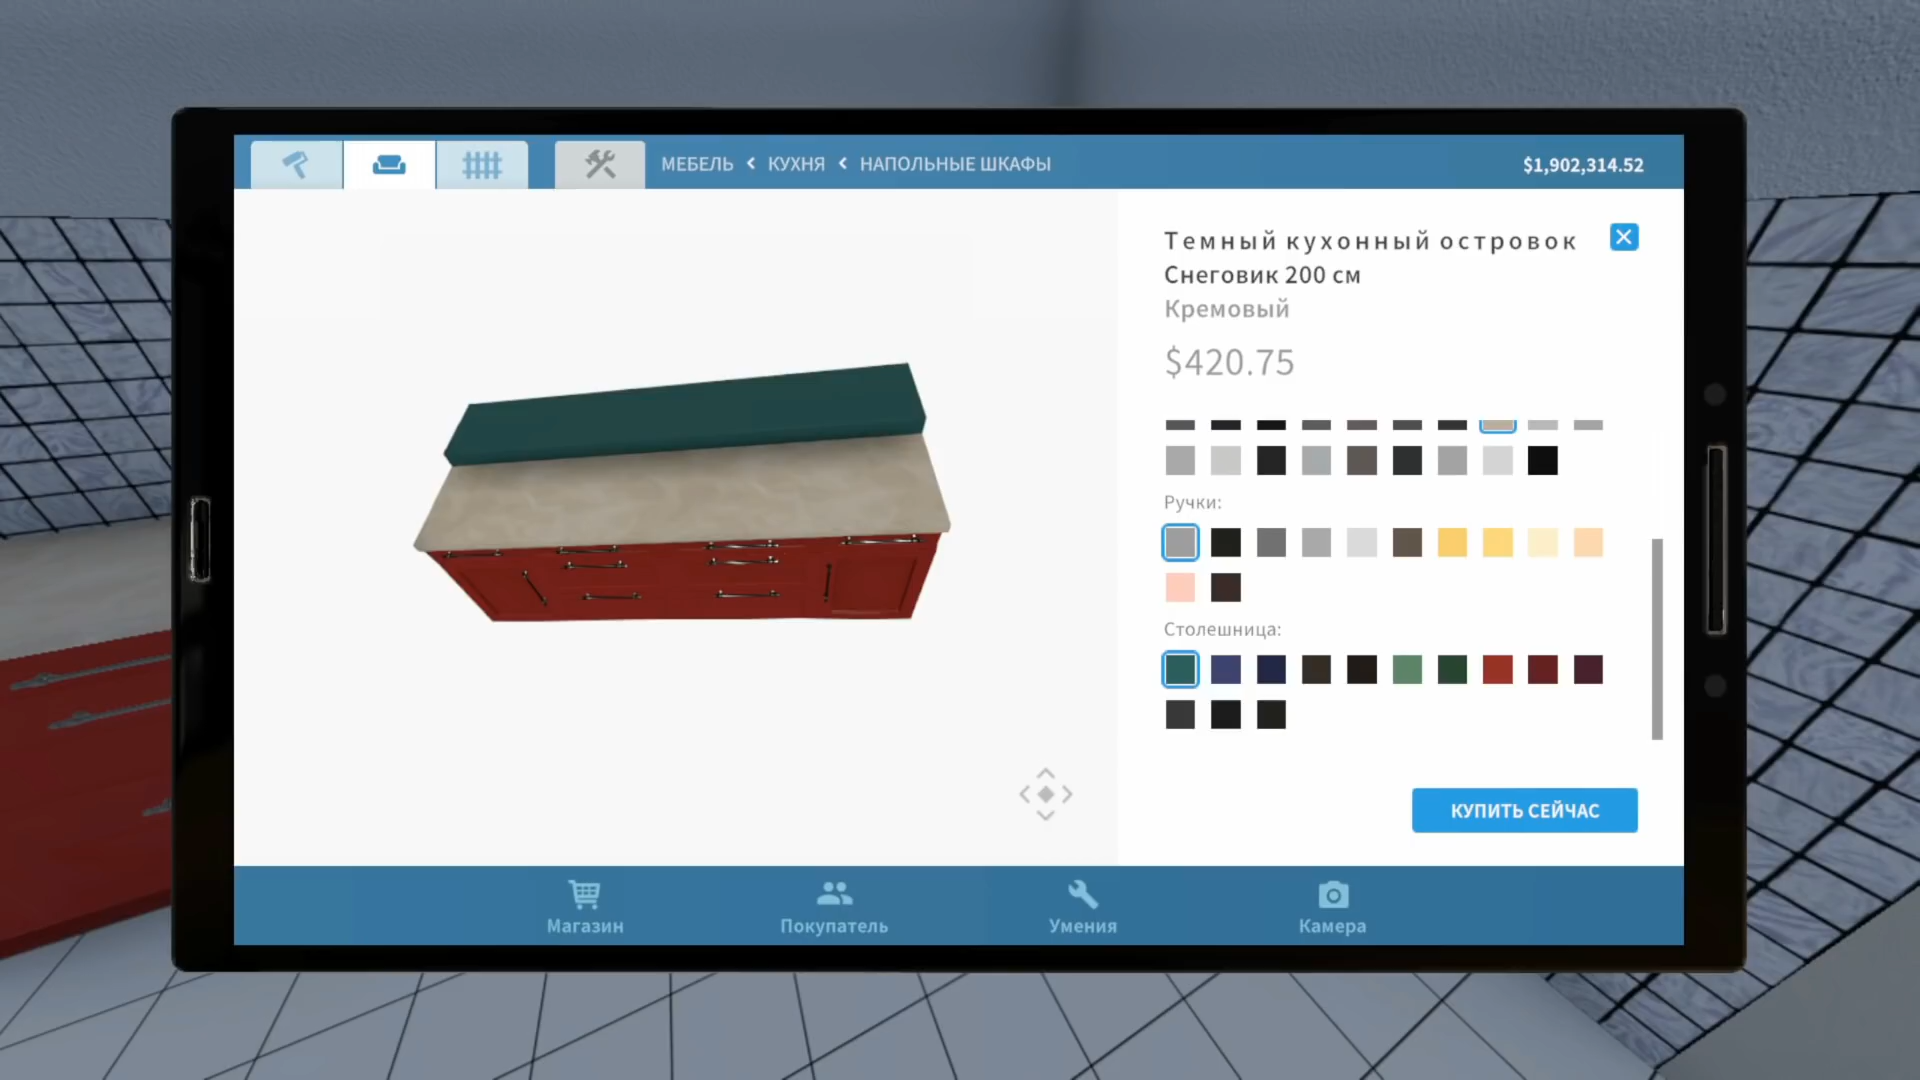 МЕБЕЛЬ < КУХНЯ < НАПОЛЬНЫЕ ШКАФЫ
$1,902,314.52
Темный кухонный островок
Снеговик 200 см
Кремовый
$420.75
Ручки:
Столешница:
КУПИТЬ СЕЙЧАС
Магазин
Покупатель
Умения
Камера